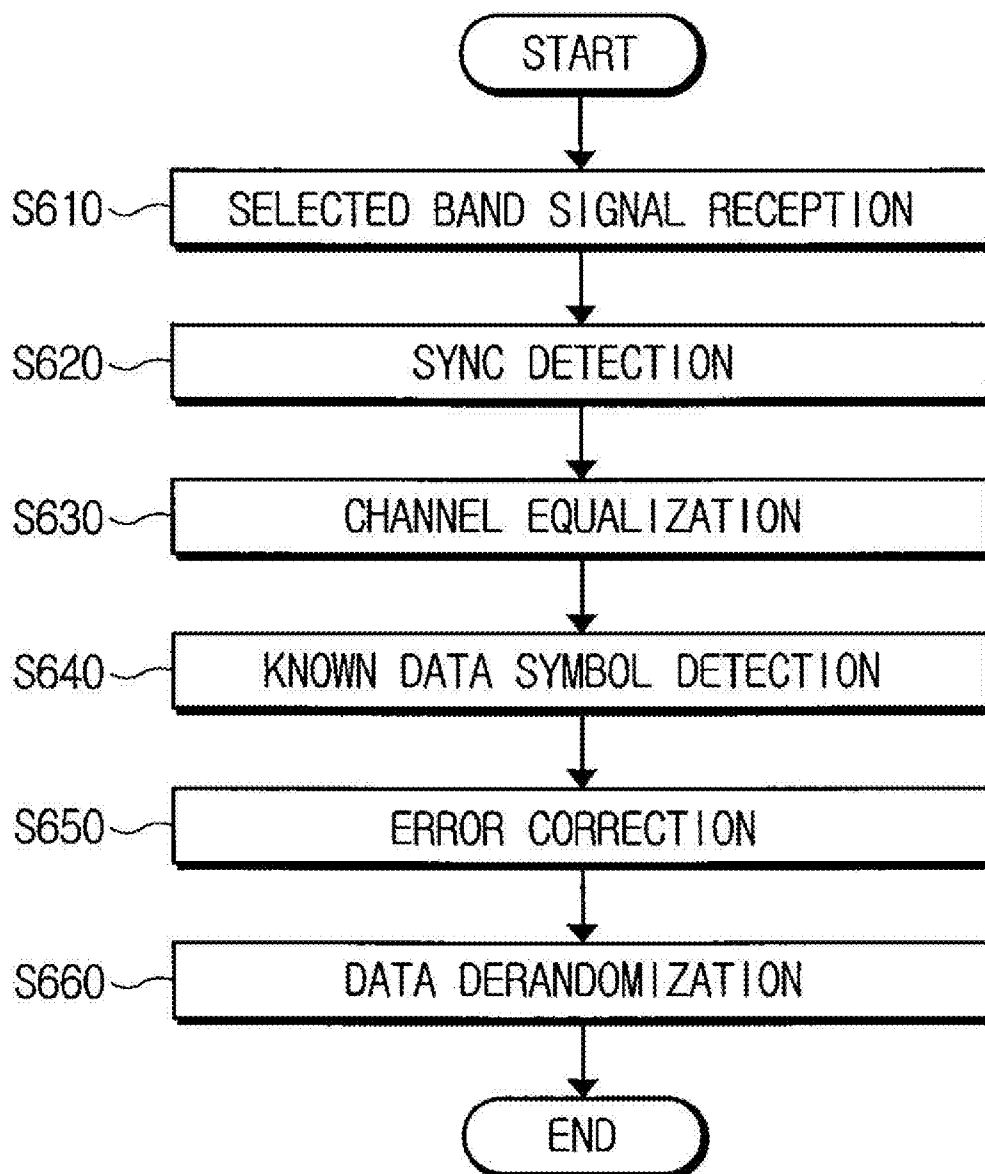 START
S610 SELECTED BAND SIGNAL RECEPTION
S620 SYNC DETECTION
S630 CHANNEL EQUALIZATION
S640 KNOWN DATA SYMBOL DETECTION
S650 ERROR CORRECTION
S660 DATA DERANDOMIZATION
END